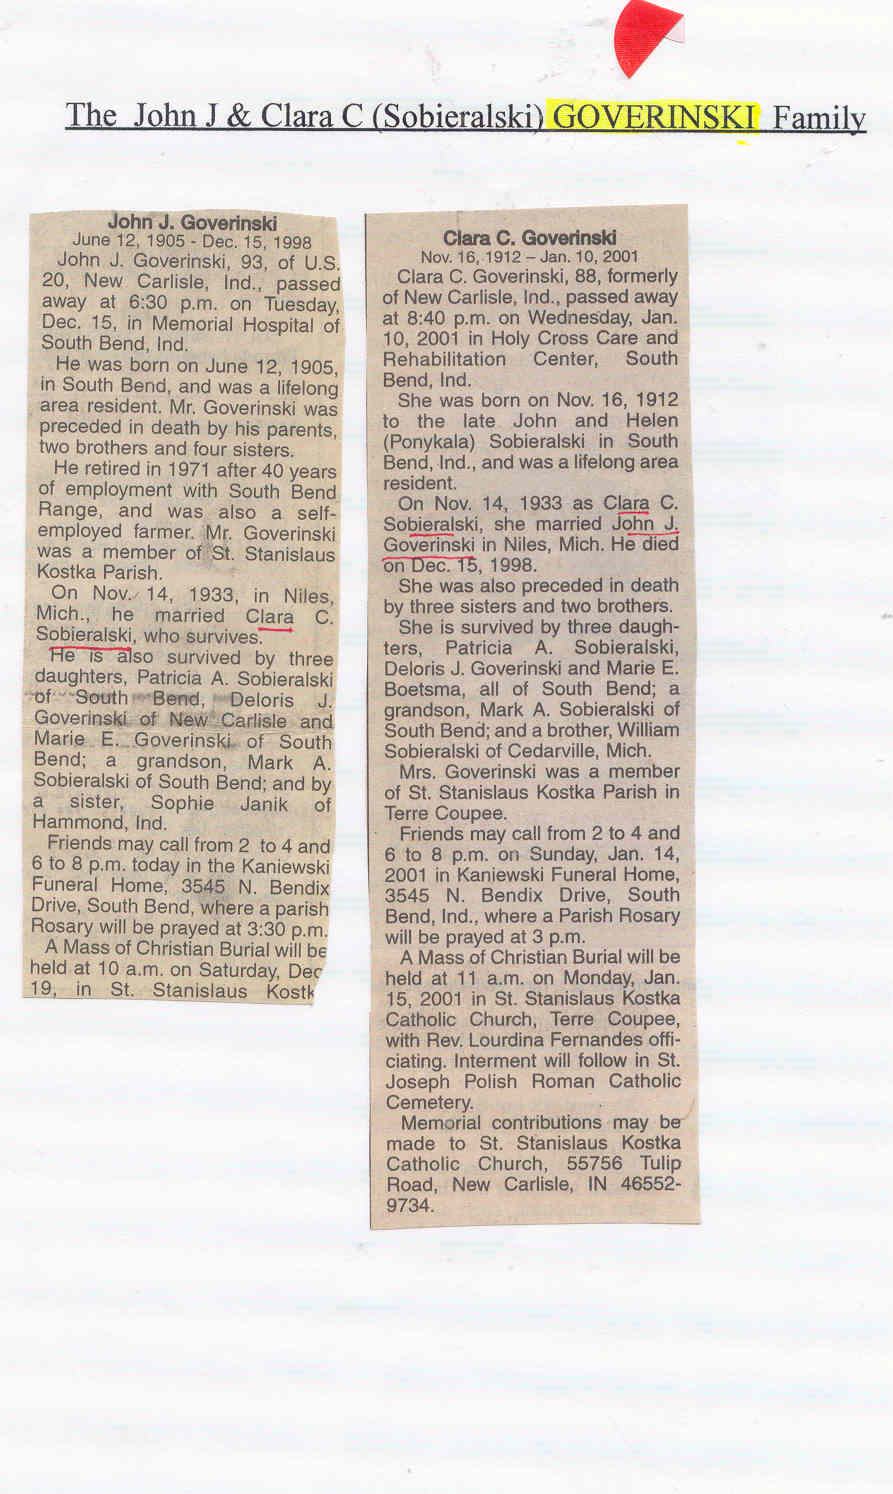 The John J & Clara C (Sobieralski) GOVERINSKI Family
John J. Goverinski
June 12, 1905 - Dec. 15, 1998
John J. Goverinski, 93, of U.S.
20, New Carlisle, Ind., passed
away at 6:30 p.m. on Tuesday,
Dec. 15, in Memorial Hospital of
South Bend, Ind.
He was born on June 12, 1905,
in South Bend, and was a lifelong
area resident. Mr. Goverinski was
preceded in death by his parents,
two brothers and four sisters.
He retired in 1971 after 40 years
of employment with South Bend
Range, and was also a self-
employed farmer. Mr. Goverinski
was a member of St. Stanislaus
Kostka Parish.
On Nov. 14, 1933, in Niles,
Mich., he married Clara C.
Sobieralski, who survives.
He is also survived by three
daughters, Patricia A. Sobieralski
of South Bend, Deloris J.
Goverinski of New Carlisle and
Marie E. Goverinski of South
Bend; a grandson, Mark A.
Sobieralski of South Bend; and by
a sister, Sophie Janik of
Hammond, Ind.
Friends may call from 2 to 4 and
6 to 8 p.m. today in the Kaniewski
Funeral Home, 3545 N. Bendix
Drive, South Bend, where a parish
Rosary will be prayed at 3:30 p.m.
A Mass of Christian Burial will be
held at 10 a.m. on Saturday, Dec
19, in St. Stanislaus Kostk
Clara C. Goverinski
Nov. 16, 1912 – Jan. 10, 2001
Clara C. Goverinski, 88, formerly
of New Carlisle, Ind., passed away
at 8:40 p.m. on Wednesday, Jan.
10, 2001 in Holy Cross Care and
Rehabilitation Center, South
Bend, Ind.
She was born on Nov. 16, 1912
to the late John and Helen
(Ponykala) Sobieralski in South
Bend, Ind., and was a lifelong area
resident.
On Nov. 14, 1933 as Clara C.
Sobieralski, she married John J.
Goverinski in Niles, Mich. He died
on Dec. 15, 1998.
She was also preceded in death
by three sisters and two brothers.
She is survived by three daugh-
ters, Patricia A. Sobieralski,
Deloris J. Goverinski and Marie E.
Boetsma, all of South Bend; a
grandson, Mark A. Sobieralski of
South Bend; and a brother, William
Sobieralski of Cedarville, Mich.
Mrs. Goverinski was a member
of St. Stanislaus Kostka Parish in
Terre Coupee.
Friends may call from 2 to 4 and
6 to 8 p.m. on Sunday, Jan. 14,
2001 in Kaniewski Funeral Home,
3545 N. Bendix Drive, South
Bend, Ind., where a Parish Rosary
will be prayed at 3 p.m.
A Mass of Christian Burial will be
held at 11 a.m. on Monday, Jan.
15, 2001 in St. Stanislaus Kostka
Catholic Church, Terre Coupee,
with Rev. Lourdina Fernandes offi-
ciating. Interment will follow in St.
Joseph Polish Roman Catholic
Cemetery.
Memorial contributions may be
made to St. Stanislaus Kostka
Catholic Church, 55756 Tulip
Road, New Carlisle, IN 46552-
9734.